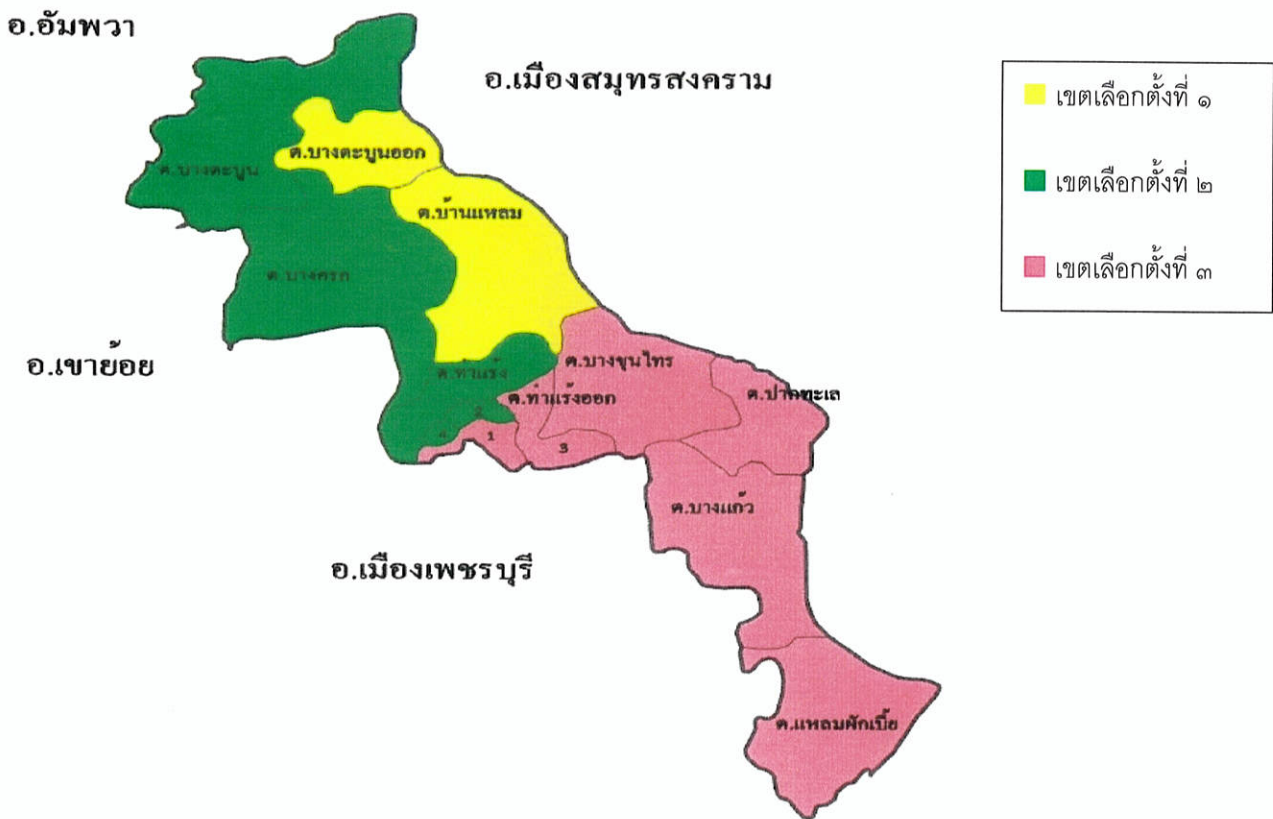 อ.อัมพวา
อ.เมืองสมุทรสงคราม
เขตเลือกตั้งที่ ๑
เขตเลือกตั้งที่ ๒
เขตเลือกตั้งที่ ๓
ต.บางตะบูนออก
ต.บางตะบูน
ต.บ้านแหลม
ต.บางครก
อ.เขาย้อย
ต.บางขุนไทร
ต.ท่าแร้ง
ต.ท่าแร้งออก
ต.ปากทะเล
2
4
1
3
ต.บางแก้ว
อ.เมืองเพชรบุรี
ต.แหลมผักเบี้ย